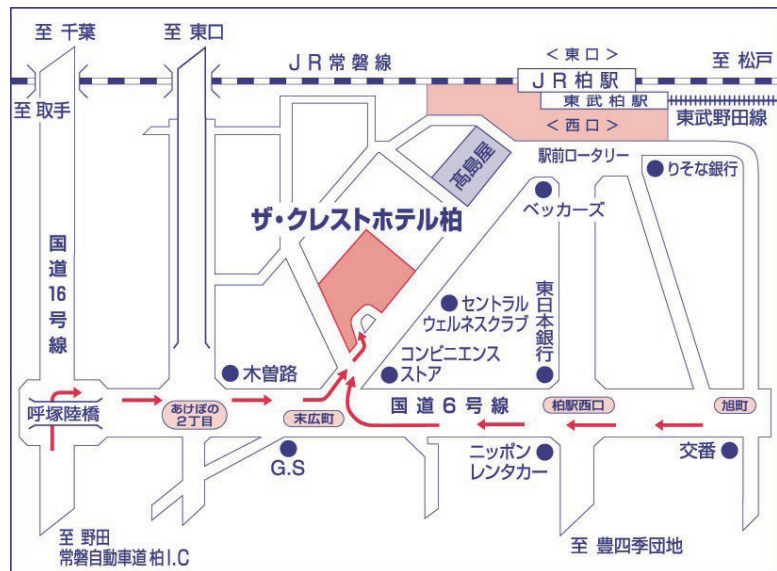 至 千葉
至 東口
JR常磐線
＜東口＞
JR柏駅
至 松戸
至 取手
東武柏駅
東武野田線
＜西口＞
駅前ロータリー
髙島屋
りそな銀行
ベッカーズ
ザ・クレストホテル柏
国道16号線
セントラル
ウェルネスクラブ
東日本銀行
コンビニエンス
ストア
木曽路
呼塚陸橋
あけぼの
2丁目
末広町
国道6号線
柏駅西口
旭町
G.S
ニッポン
レンタカー
交番
至 野田
常磐自動車道 柏I.C
至 豊四季団地